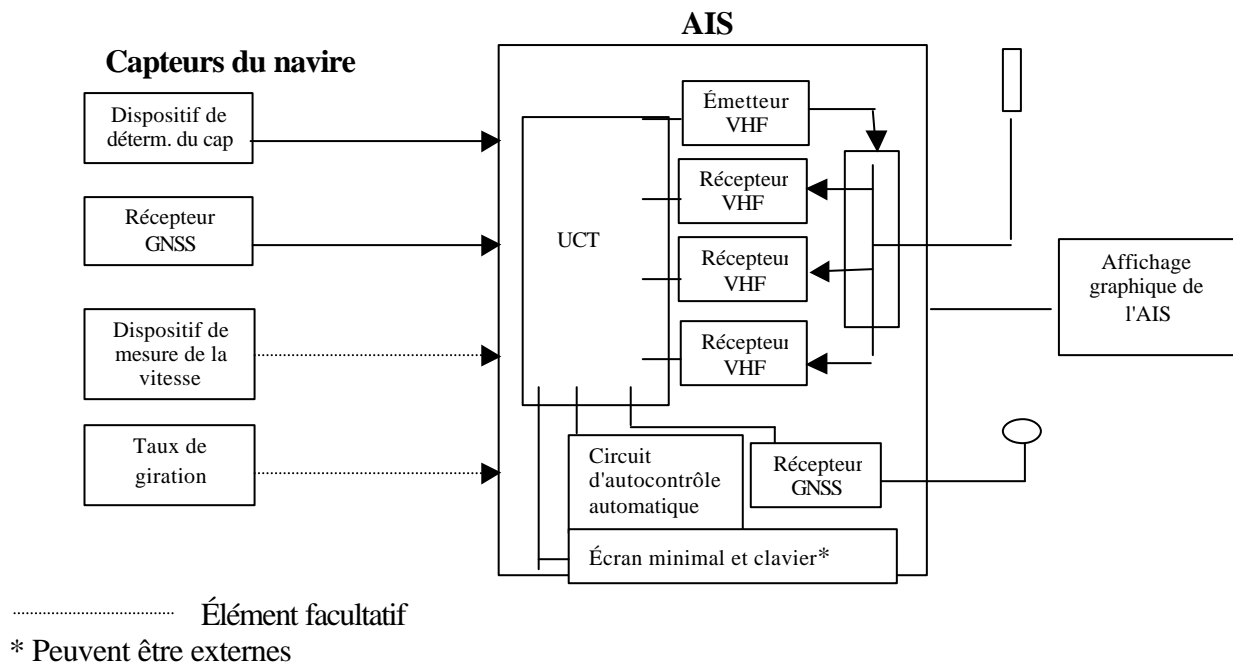 AIS
Capteurs du navire
Dispositif de
déterm. du cap
Récepteur
GNSS
Dispositif de
mesure de la
vitesse
Taux de
giration
UCT
Émetteur
VHF
Récepteur
VHF
Récepteur
VHF
Récepteur
VHF
Circuit
d'autocontrôle
automatique
Récepteur
GNSS
Écran minimal et clavier*
Affichage
graphique de
l'AIS
Élément facultatif
* Peuvent être externes